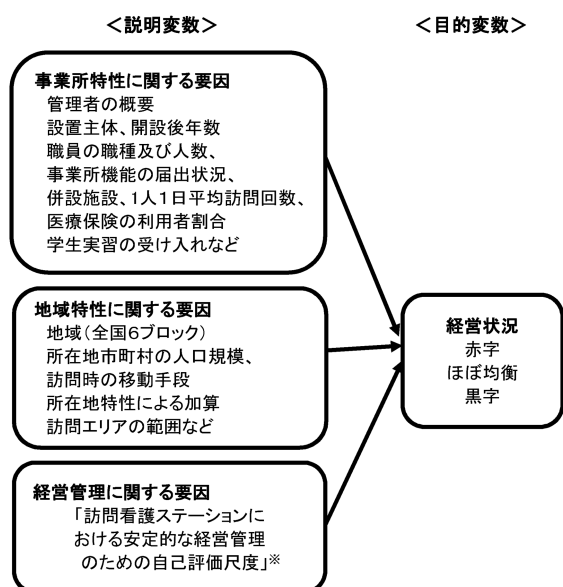 ＜説明変数＞
＜目的変数＞
事業所特性に関する要因
管理者の概要
設置主体、開設後年数
職員の職種及び人数、
事業所機能の届出状況、
併設施設、1人1日平均訪問回数、
医療保険の利用者割合
学生実習の受け入れなど
地域特性に関する要因
地域（全国6ブロック）
所在地市町村の人口規模、
訪問時の移動手段
所在地特性による加算
訪問エリアの範囲など
経営管理に関する要因
「訪問看護ステーションに
おける安定的な経営管理
のための自己評価尺度」※
経営状況
赤字
ほぼ均衡
黒字